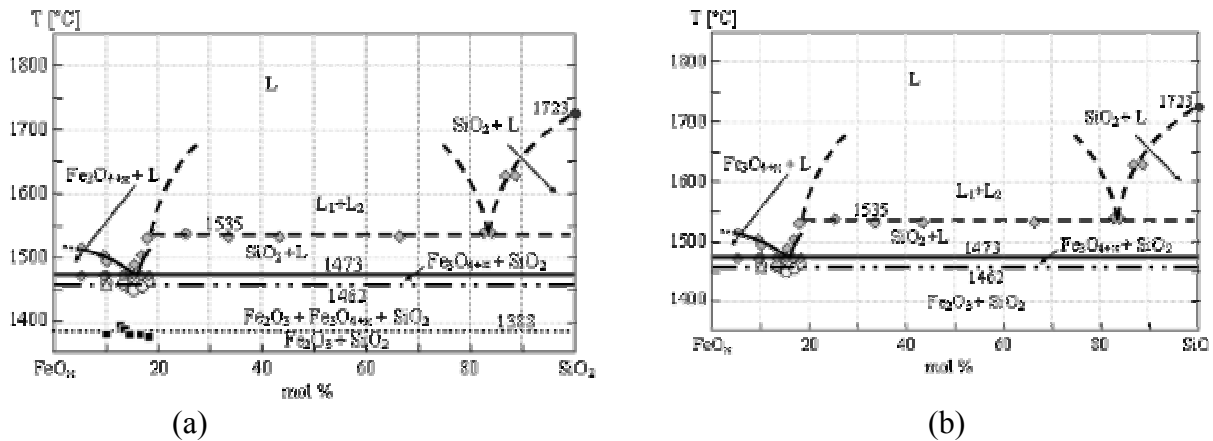 T [°C]
1800
1700
1600
1500
1400
L
1723
SiO₂ + L
Fe₃O₄₊ₓ + L
L₁+L₂
1535
SiO₂+L
1473
Fe₃O₄₊ₓ + SiO₂
1462
Fe₂O₃ + Fe₃O₄₊ₓ + SiO₂
1388
Fe₂O₃ + SiO₂
FeOₓ
20
40
60
80
SiO₂
mol %
(a)
T [°C]
1800
1700
1600
1500
1400
L
1723
SiO₂ + L
Fe₃O₄₊ₓ + L
L₁+L₂
1535
SiO₂+L
1473
Fe₃O₄₊ₓ + SiO₂
1462
Fe₂O₃ + SiO₂
FeOₓ
20
40
60
80
SiO
mol %
(b)